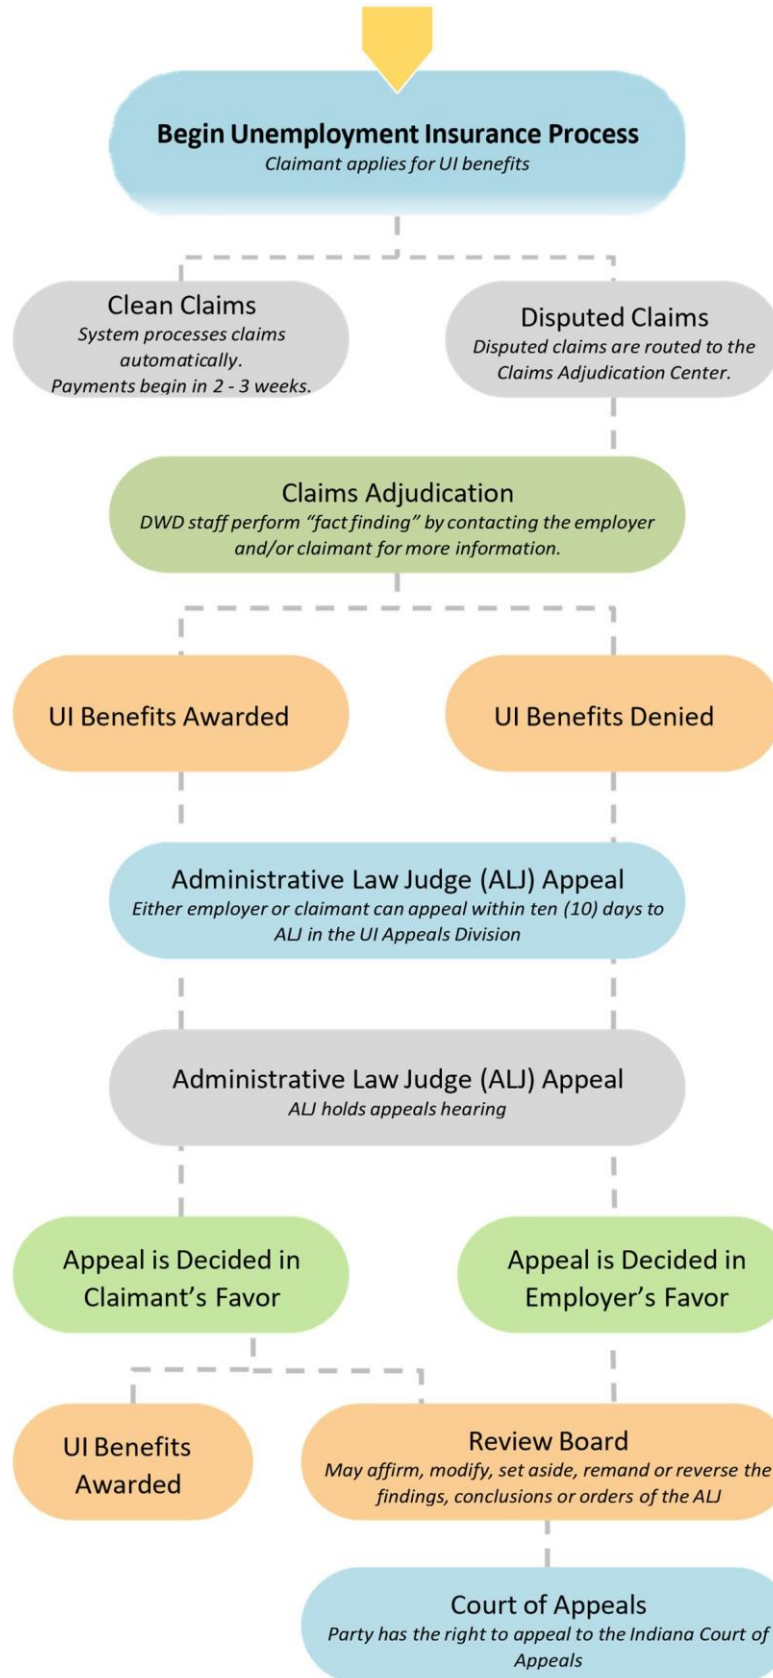 Begin Unemployment Insurance Process
Claimant applies for UI benefits
Clean Claims
System processes claims
automatically.
Payments begin in 2 - 3 weeks.
Disputed Claims
Disputed claims are routed to the
Claims Adjudication Center.
Claims Adjudication
DWD staff perform “fact finding” by contacting the employer
and/or claimant for more information.
UI Benefits Awarded
UI Benefits Denied
Administrative Law Judge (ALJ) Appeal
Either employer or claimant can appeal within ten (10) days to
ALJ in the UI Appeals Division
Administrative Law Judge (ALJ) Appeal
ALJ holds appeals hearing
Appeal is Decided in
Claimant’s Favor
Appeal is Decided in
Employer’s Favor
UI Benefits
Awarded
Review Board
May affirm, modify, set aside, remand or reverse the
findings, conclusions or orders of the ALJ
Court of Appeals
Party has the right to appeal to the Indiana Court of
Appeals